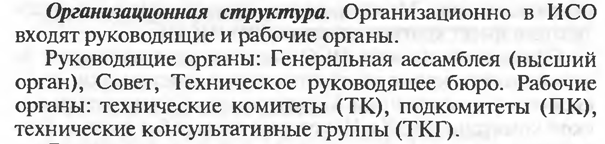 Организационная структура. Организационно в ИСО
входят руководящие и рабочие органы.
Руководящие органы: Генеральная ассамблея (высший
орган), Совет, Техническое руководящее бюро. Рабочие
органы: технические комитеты (ТК), подкомитеты (ПК),
технические консультативные группы (ТКГ).